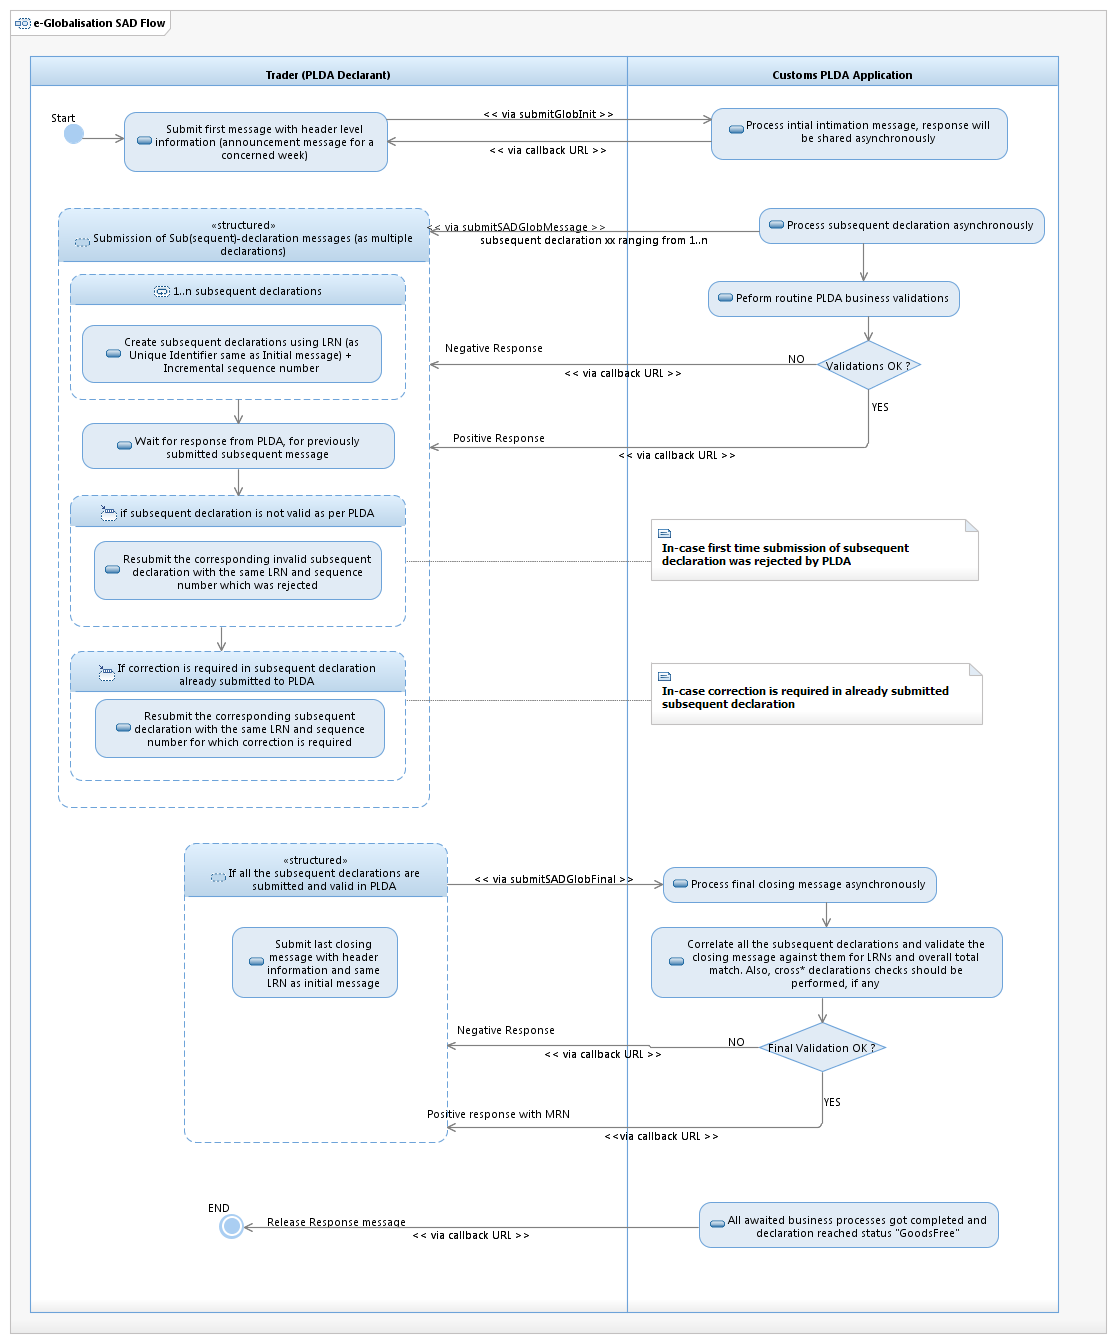 e-Globalisation SAD Flow
Trader (PLDA Declarant)
Customs PLDA Application
Start
Submit first message with header level
information (announcement message for a
concerned week)
<< via submitGlobInit >>
<< via callback URL >>
Process intial intimation message, response will
be shared asynchronously
«structured»
Submission of Sub(sequent)-declaration messages (as multiple
declarations)
<< via submitSADGlobMessage >>
subsequent declaration xx ranging from 1..n
Process subsequent declaration asynchronously
1..n subsequent declarations
Peform routine PLDA business validations
Create subsequent declarations using LRN (as
Unique Identifier same as Initial message) +
Incremental sequence number
Negative Response
<< via callback URL >>
NO
Validations OK ?
YES
Wait for response from PLDA, for previously
submitted subsequent message
Positive Response
<< via callback URL >>
if subsequent declaration is not valid as per PLDA
Resubmit the corresponding invalid subsequent
declaration with the same LRN and sequence
number which was rejected
In-case first time submission of subsequent
declaration was rejected by PLDA
If correction is required in subsequent declaration
already submitted to PLDA
Resubmit the corresponding subsequent
declaration with the same LRN and sequence
number for which correction is required
In-case correction is required in already submitted
subsequent declaration
«structured»
If all the subsequent declarations are
submitted and valid in PLDA
<< via submitSADGlobFinal >>
Process final closing message asynchronously
Submit last closing
message with header
information and same
LRN as initial message
Correlate all the subsequent declarations and validate the
closing message against them for LRNs and overall total
match. Also, cross* declarations checks should be
performed, if any
Negative Response
<< via callback URL >>
NO
Final Validation OK ?
YES
Positive response with MRN
<<via callback URL >>
END
Release Response message
<< via callback URL >>
All awaited business processes got completed and
declaration reached status "GoodsFree"